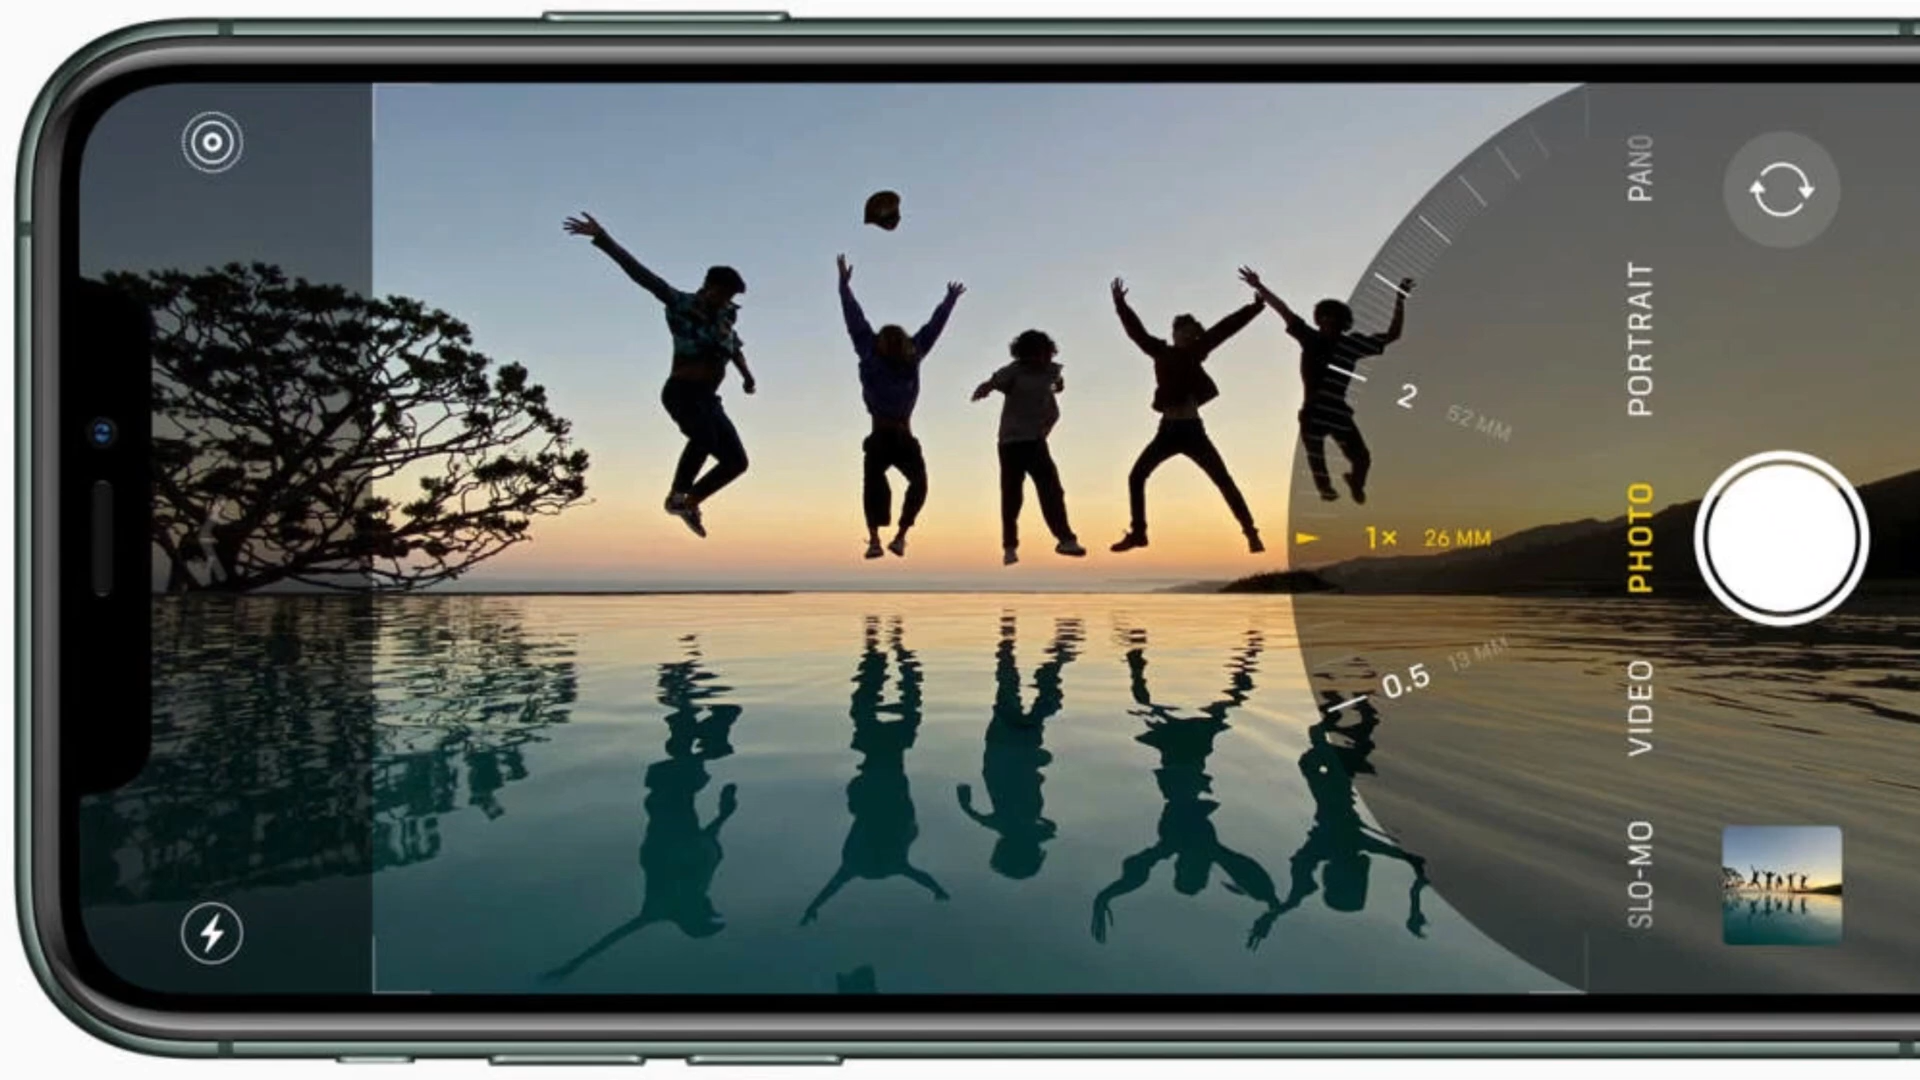 PANO
PORTRAIT
PHOTO
VIDEO
SLO-MO
2 52 MM
1× 26 MM
0.5 13 MM